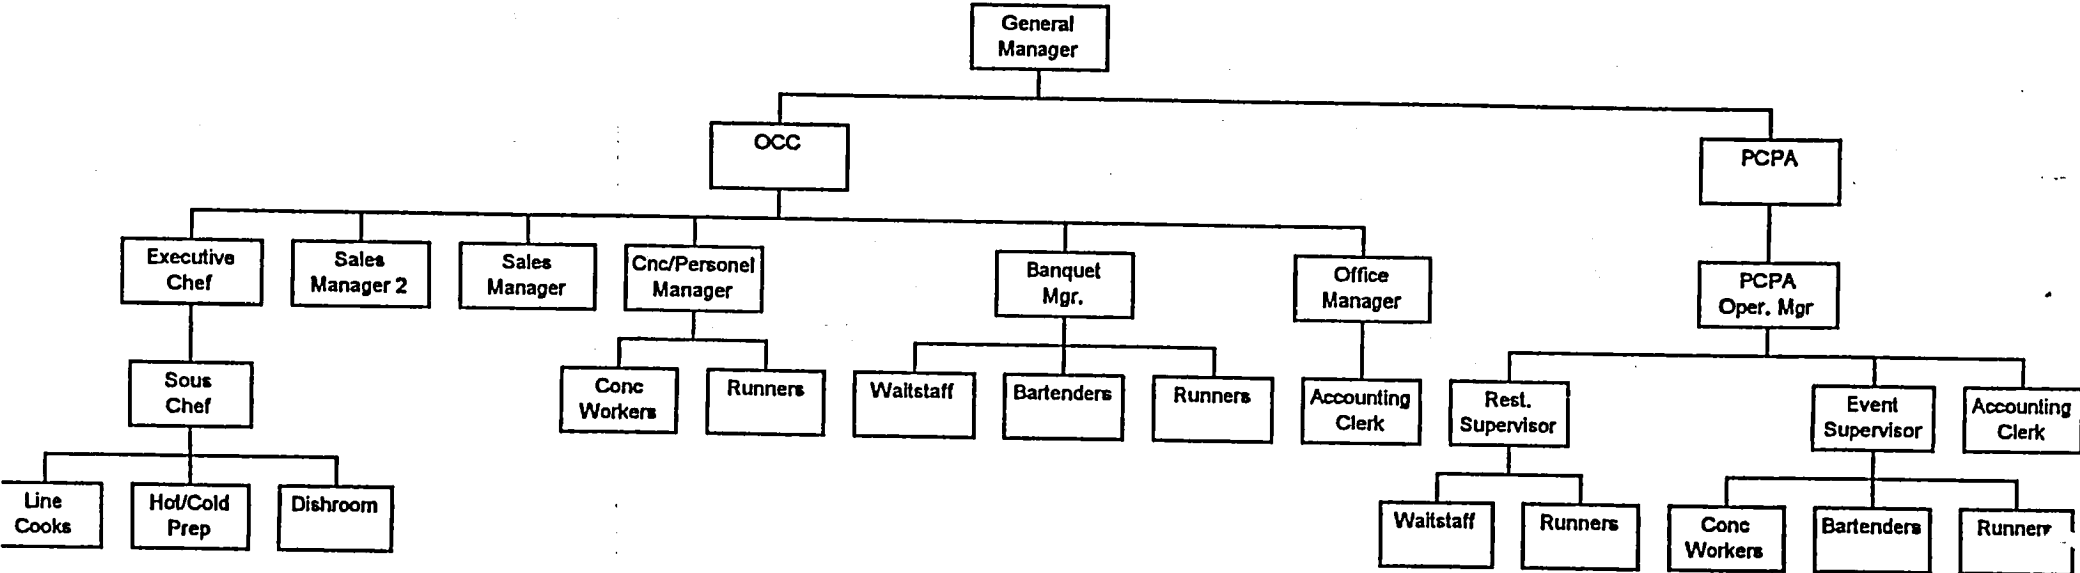 General
Manager
OCC
PCPA
Executive
Chef
Sales
Manager 2
Sales
Manager
Cnc/Personel
Manager
Banquet
Mgr.
Office
Manager
PCPA
Oper. Mgr
Sous
Chef
Conc
Workers
Runners
Waitstaff
Bartenders
Runners
Accounting
Clerk
Rest.
Supervisor
Event
Supervisor
Accounting
Clerk
Line
Cooks
Hot/Cold
Prep
Dishroom
Waitstaff
Runners
Conc
Workers
Bartenders
Runners